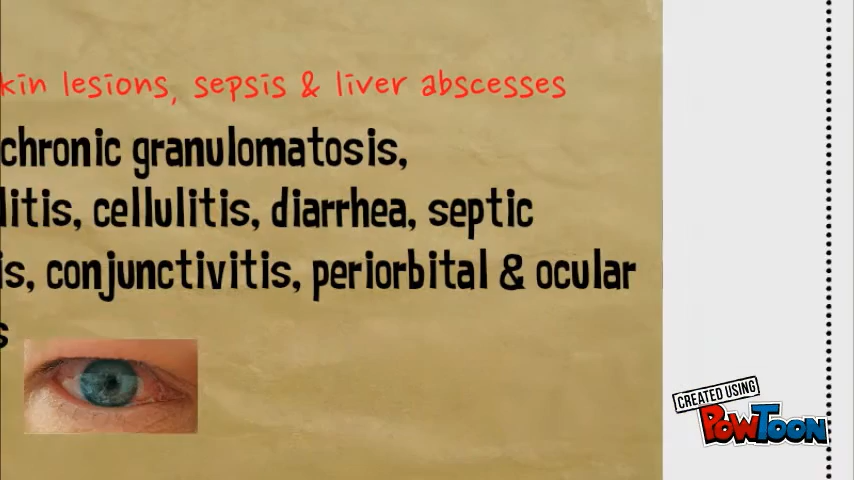 kin lesions, sepsis & liver abscesses
chronic granulomatosis,
litis, cellulitis, diarrhea, septic
is, conjunctivitis, periorbital & ocular
s
CREATED USING
POWTOON